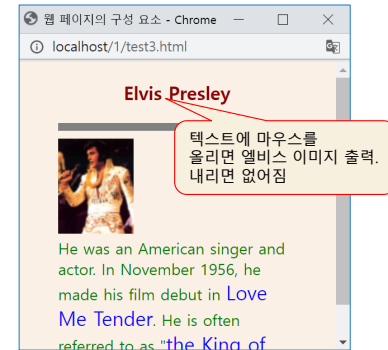 웹 페이지의 구성 요소 - Chrome
localhost/1/test3.html
Elvis Presley
텍스트에 마우스를
올리면 엘비스 이미지 출력.
내리면 없어짐
He was an American singer and
actor. In November 1956, he
made his film debut in Love
Me Tender. He is often
referred to as "the King of